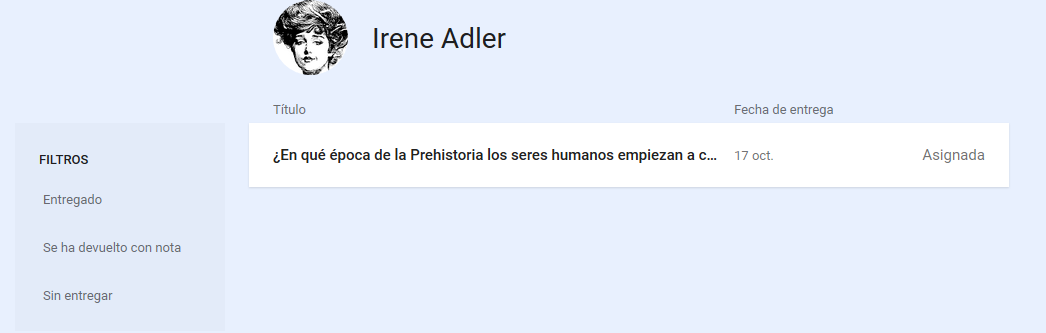 Irene Adler
Título Fecha de entrega
FILTROS
¿En qué época de la Prehistoria los seres humanos empiezan a c... 17 oct. Asignada
Entregado
Se ha devuelto con nota
Sin entregar